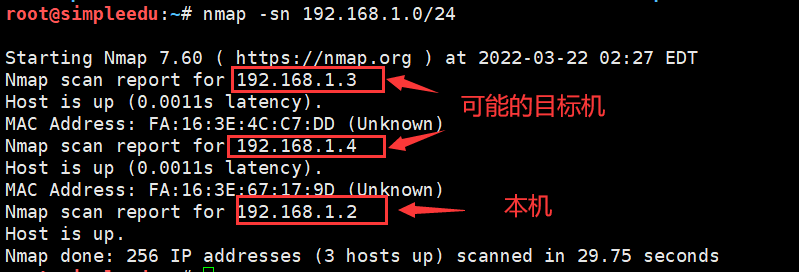 root@simpleedu:~# nmap -sn 192.168.1.0/24
Starting Nmap 7.60 ( https://nmap.org ) at 2022-03-22 02:27 EDT
Nmap scan report for 192.168.1.3
Host is up (0.0011s latency).
可能的目标机
MAC Address: FA:16:3E:4C:C7:DD (Unknown)
Nmap scan report for 192.168.1.4
Host is up (0.0011s latency).
MAC Address: FA:16:3E:67:17:9D (Unknown)
Nmap scan report for 192.168.1.2
本机
Host is up.
Nmap done: 256 IP addresses (3 hosts up) scanned in 29.75 seconds